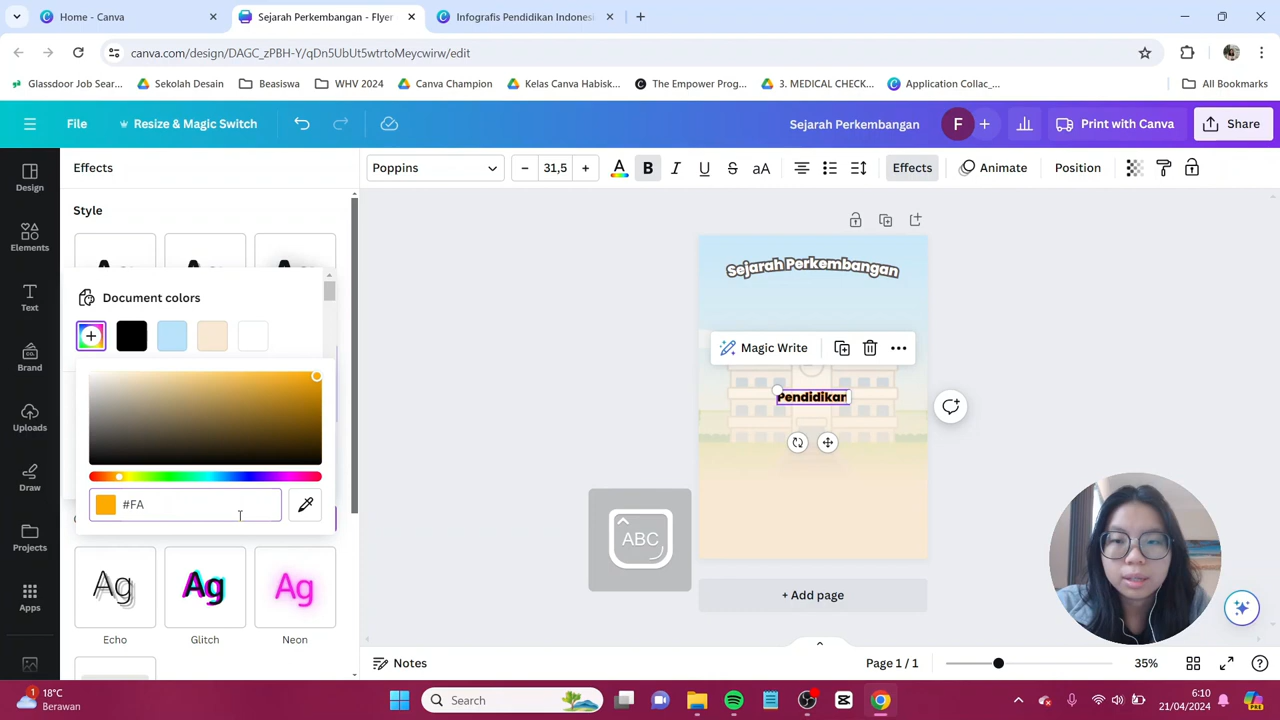 Home - Canva
Sejarah Perkembangan - Flyer
Infografis Pendidikan Indonesi
canva.com/design/DAGC_zPBH-Y/qDn5UbUt5wtrtoMeycwirw/edit
Glassdoor Job Sear...
Sekolah Desain
Beasiswa
WHV 2024
Canva Champion
Kelas Canva Habisk...
The Empower Prog...
3. MEDICAL CHECK...
Application Collac_...
All Bookmarks
File
Resize & Magic Switch
Sejarah Perkembangan
F
Print with Canva
Share
Design
Elements
Text
Brand
Uploads
Draw
Projects
Apps
Effects
Poppins
31,5
A
B
I
U
S
aA
Effects
Animate
Position
Style
Document colors
#FA
Ag
Ag
Ag
Echo
Glitch
Neon
Sejarah Perkembangan
Magic Write
Pendidikan
ABC
+ Add page
Notes
Page 1 / 1
35%
1
18°C
Berawan
Search
6:10
21/04/2024